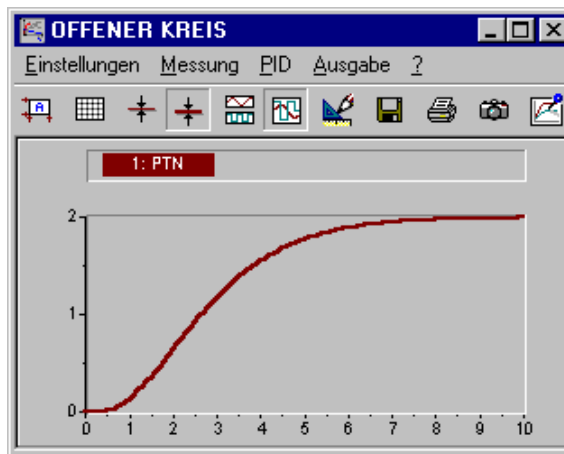 OFFENER KREIS
Einstellungen Messung PID Ausgabe ?
A
1: PTN
2
1
0
0 1 2 3 4 5 6 7 8 9 10